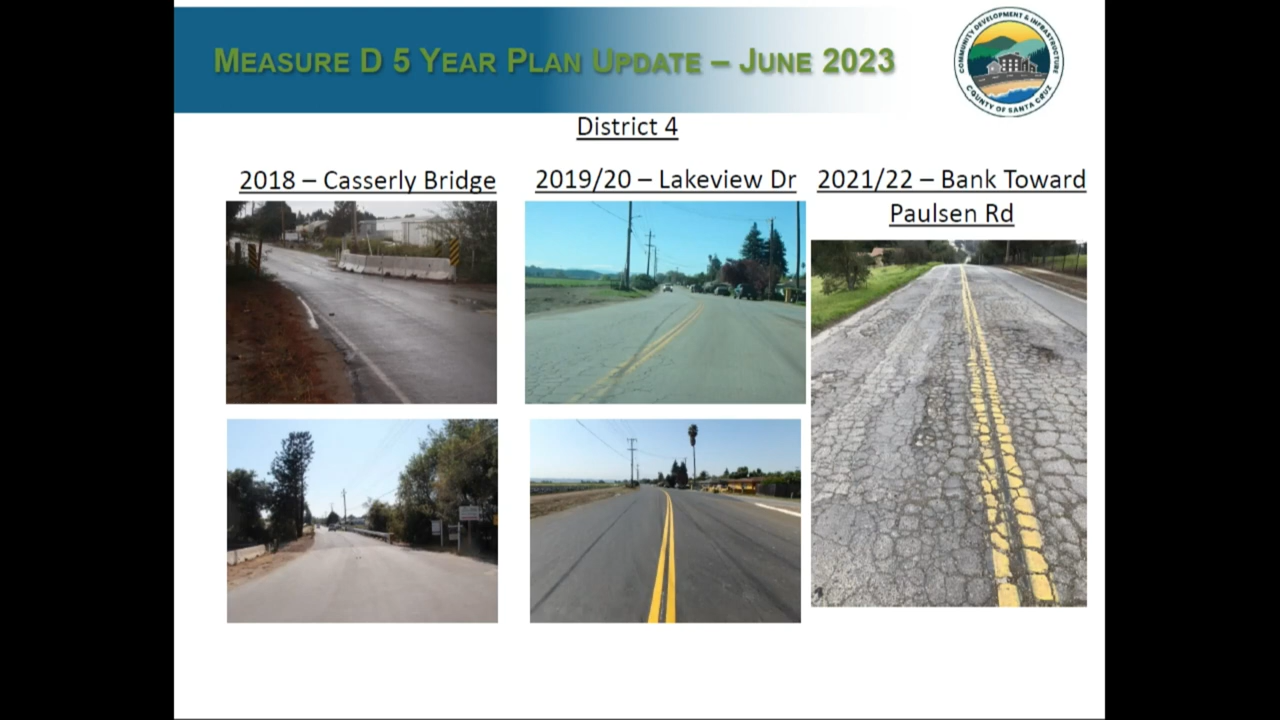 MEASURE D 5 YEAR PLAN UPDATE – JUNE 2023
COMMUNITY DEVELOPMENT & INFRASTRUCTURE
COUNTY OF SANTA CRUZ
District 4
2018 – Casserly Bridge
2019/20 – Lakeview Dr
2021/22 – Bank Toward
Paulsen Rd